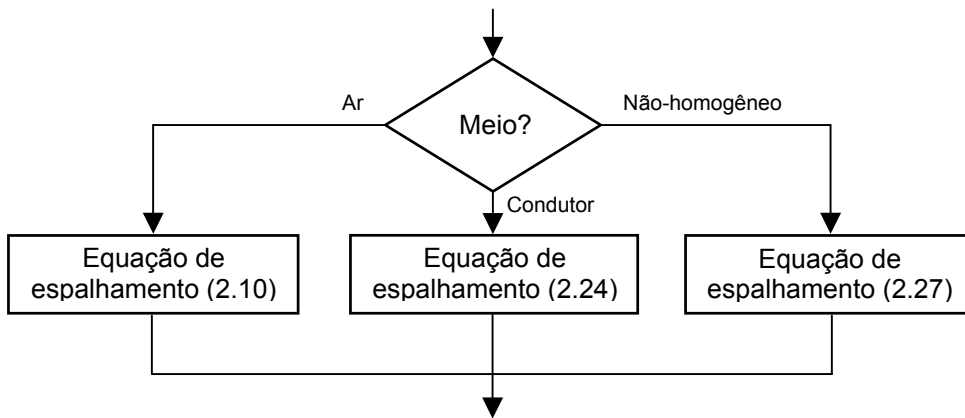 Ar
Não-homogêneo
Meio?
Condutor
Equação de
espalhamento (2.10)
Equação de
espalhamento (2.24)
Equação de
espalhamento (2.27)